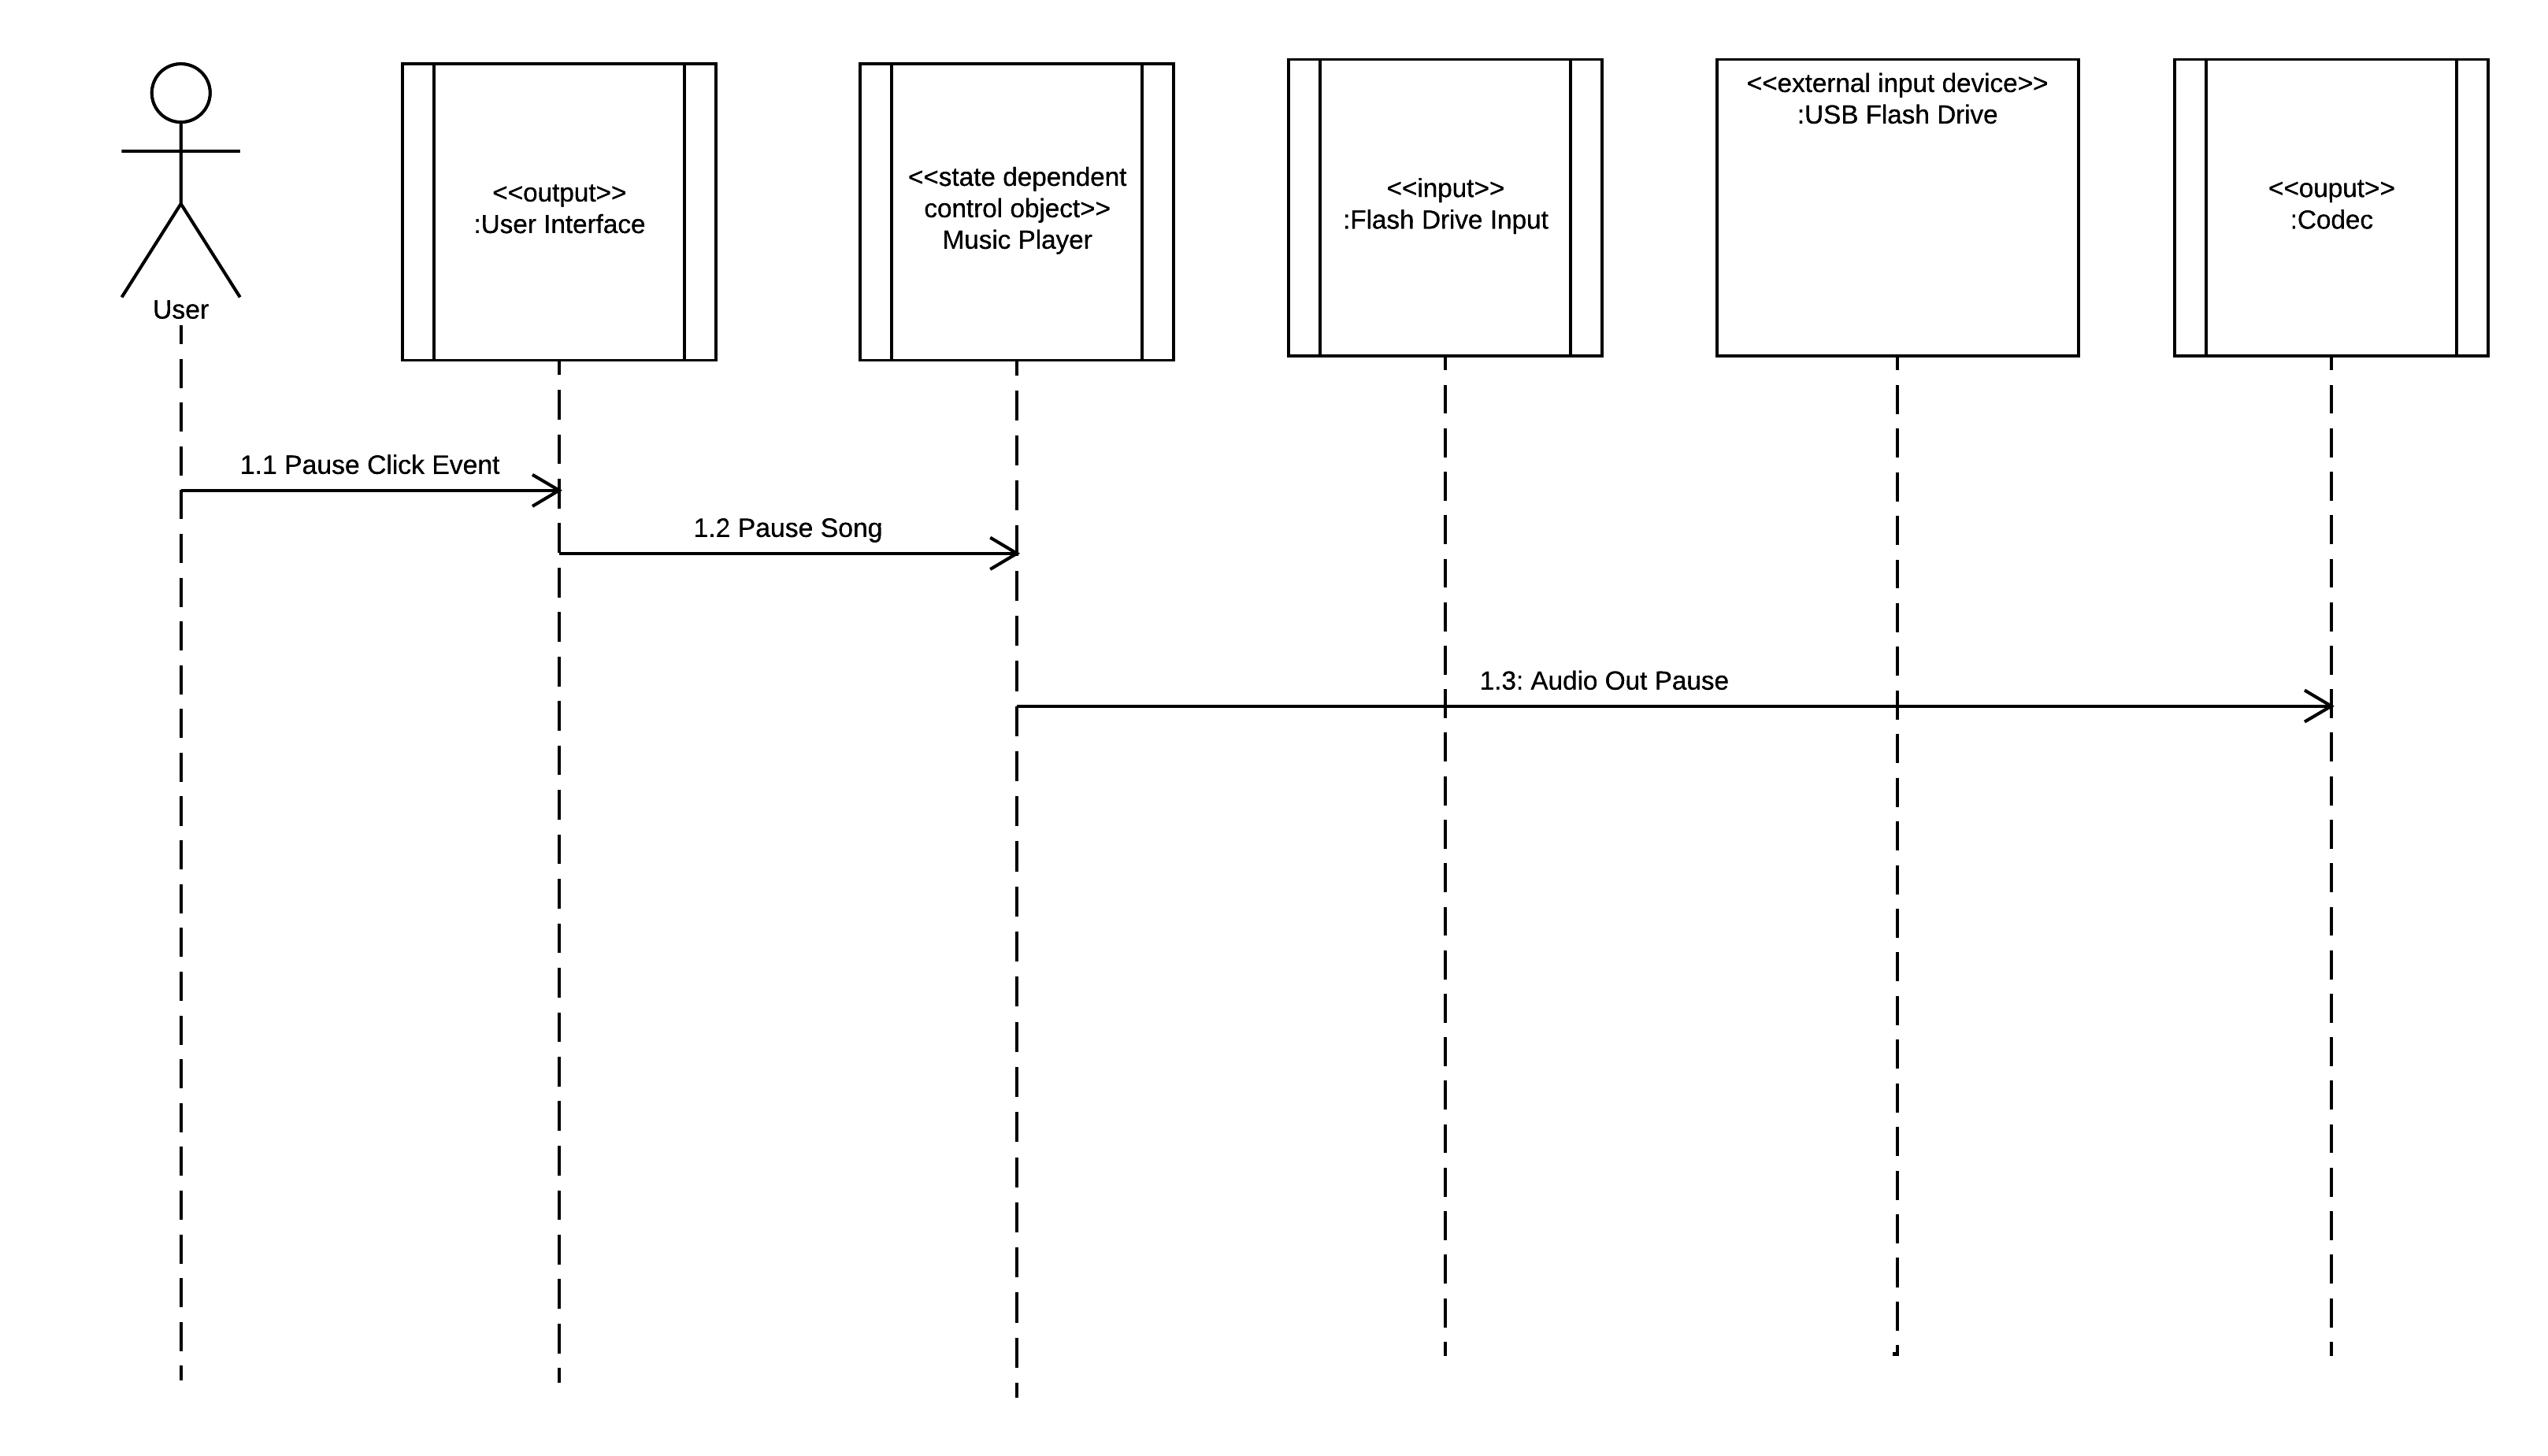 User
<<output>>
:User Interface
<<state dependent
control object>>
Music Player
<<input>>
:Flash Drive Input
<<external input device>>
:USB Flash Drive
<<ouput>>
:Codec
1.1 Pause Click Event
1.2 Pause Song
1.3: Audio Out Pause